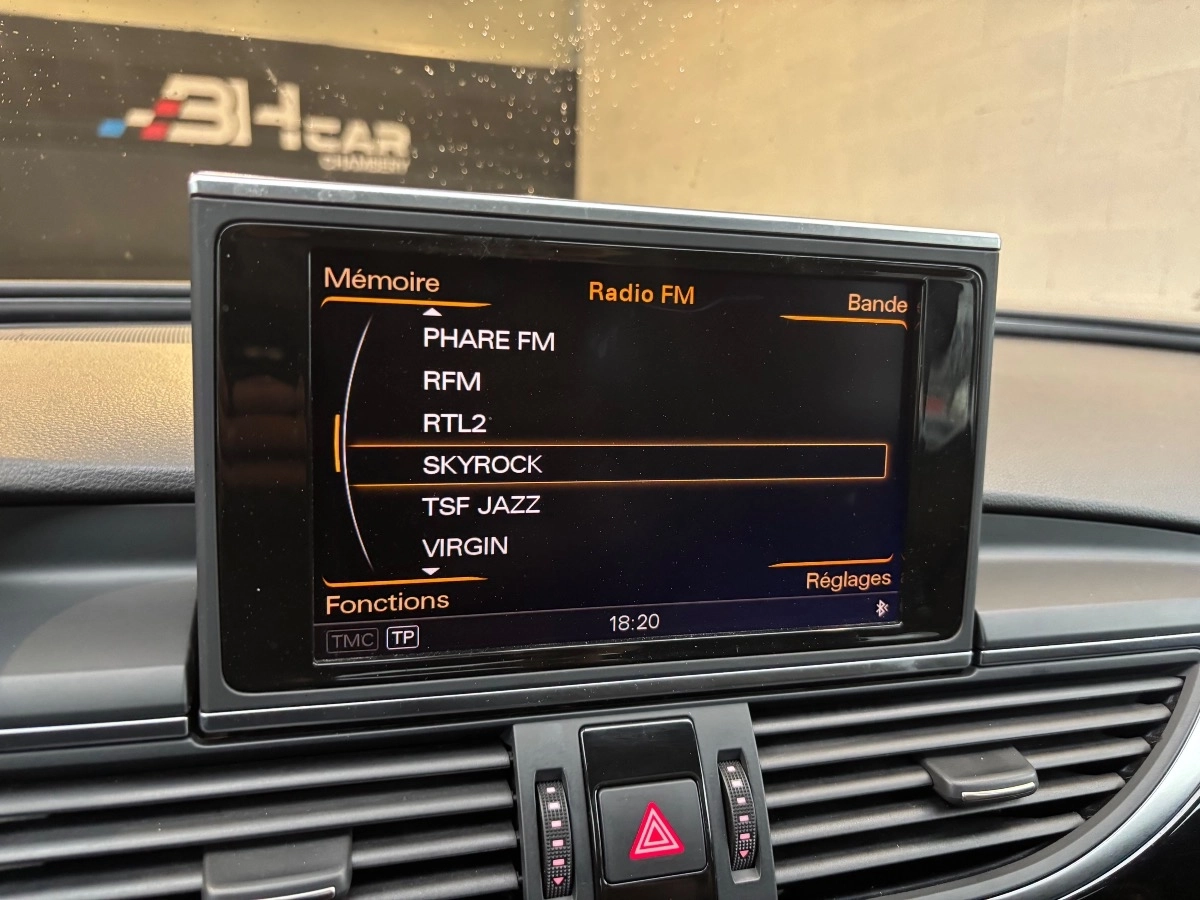 BHCAR
CHAMBERY
Mémoire
Radio FM
Bande
PHARE FM
RFM
RTL2
SKYROCK
TSF JAZZ
VIRGIN
Fonctions
Réglages
TMC TP
18:20